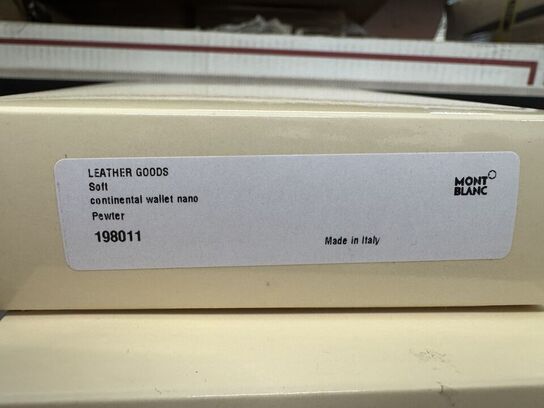 LEATHER GOODS
Soft
continental wallet nano
Pewter
198011
Made in Italy
MONT
BLANC